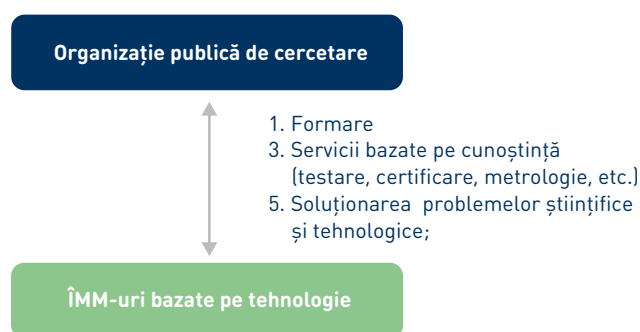 Organizație publică de cercetare
1. Formare
3. Servicii bazate pe cunoștință
(testare, certificare, metrologie, etc.)
5. Soluționarea problemelor științifice
și tehnologice;
ÎMM-uri bazate pe tehnologie